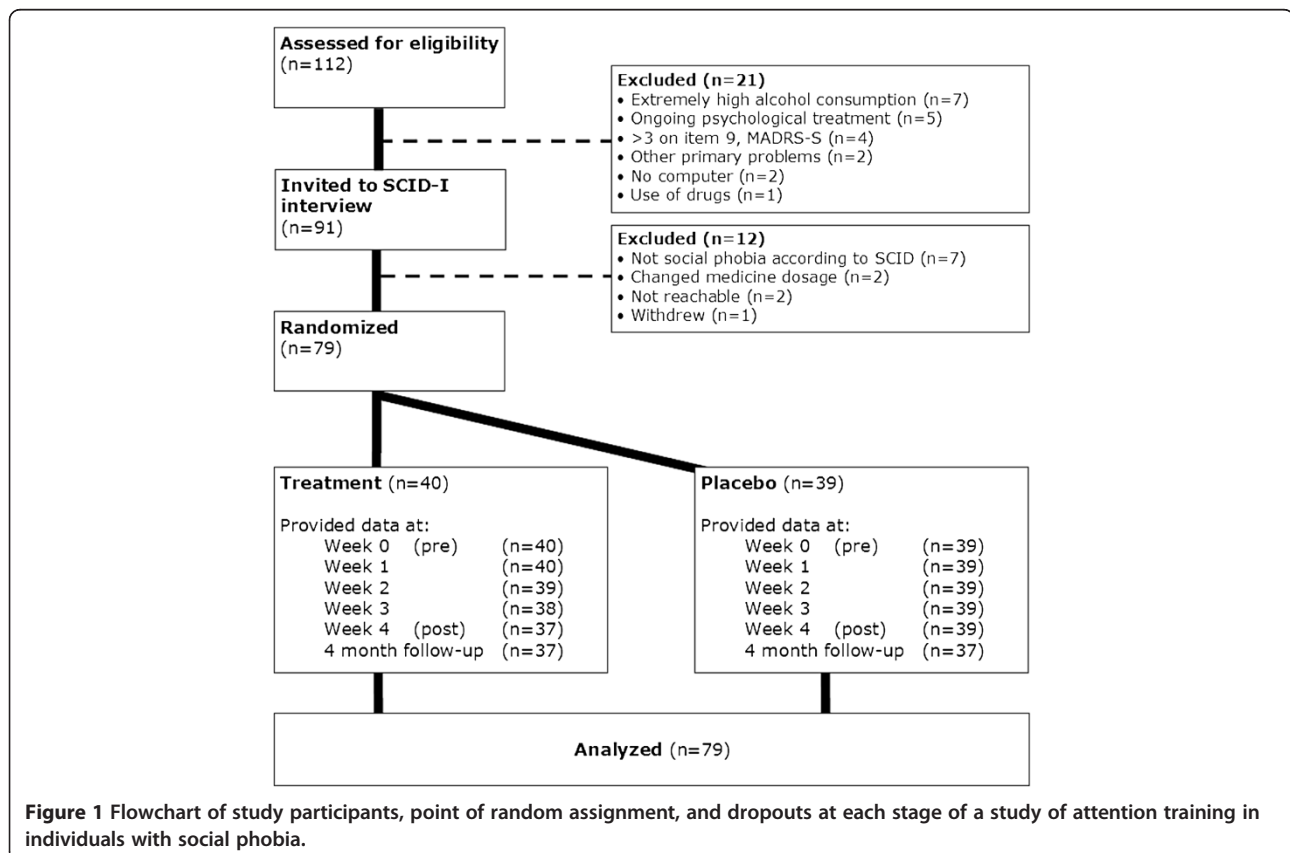 Assessed for eligibility
(n=112)
Excluded (n=21)
• Extremely high alcohol consumption (n=7)
• Ongoing psychological treatment (n=5)
• >3 on item 9, MADRS-S (n=4)
• Other primary problems (n=2)
• No computer (n=2)
• Use of drugs (n=1)
Invited to SCID-I
interview
(n=91)
Excluded (n=12)
• Not social phobia according to SCID (n=7)
• Changed medicine dosage (n=2)
• Not reachable (n=2)
• Withdrew (n=1)
Randomized
(n=79)
Treatment (n=40)
Provided data at:
Week 0 (pre) (n=40)
Week 1 (n=40)
Week 2 (n=39)
Week 3 (n=38)
Week 4 (post) (n=37)
4 month follow-up (n=37)
Placebo (n=39)
Provided data at:
Week 0 (pre) (n=39)
Week 1 (n=39)
Week 2 (n=39)
Week 3 (n=39)
Week 4 (post) (n=39)
4 month follow-up (n=37)
Analyzed (n=79)
Figure 1 Flowchart of study participants, point of random assignment, and dropouts at each stage of a study of attention training in
individuals with social phobia.